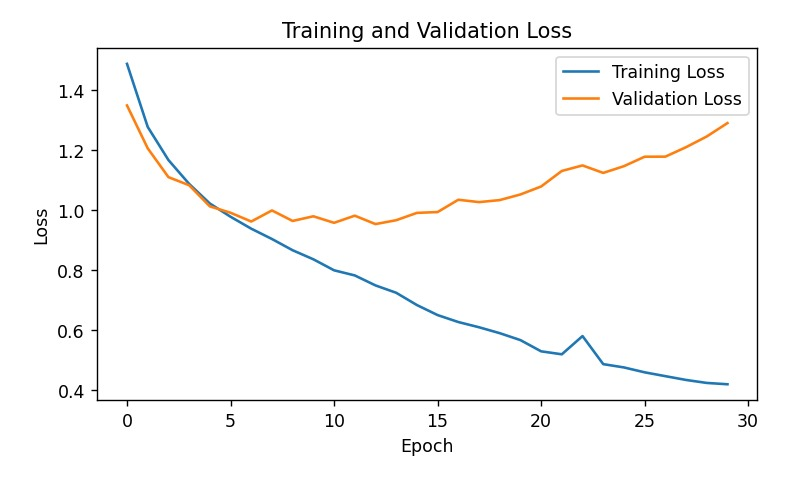 Training and Validation Loss
Training Loss
Validation Loss
1.4
1.2
1.0
0.8
0.6
0.4
Loss
0 5 10 15 20 25 30
Epoch